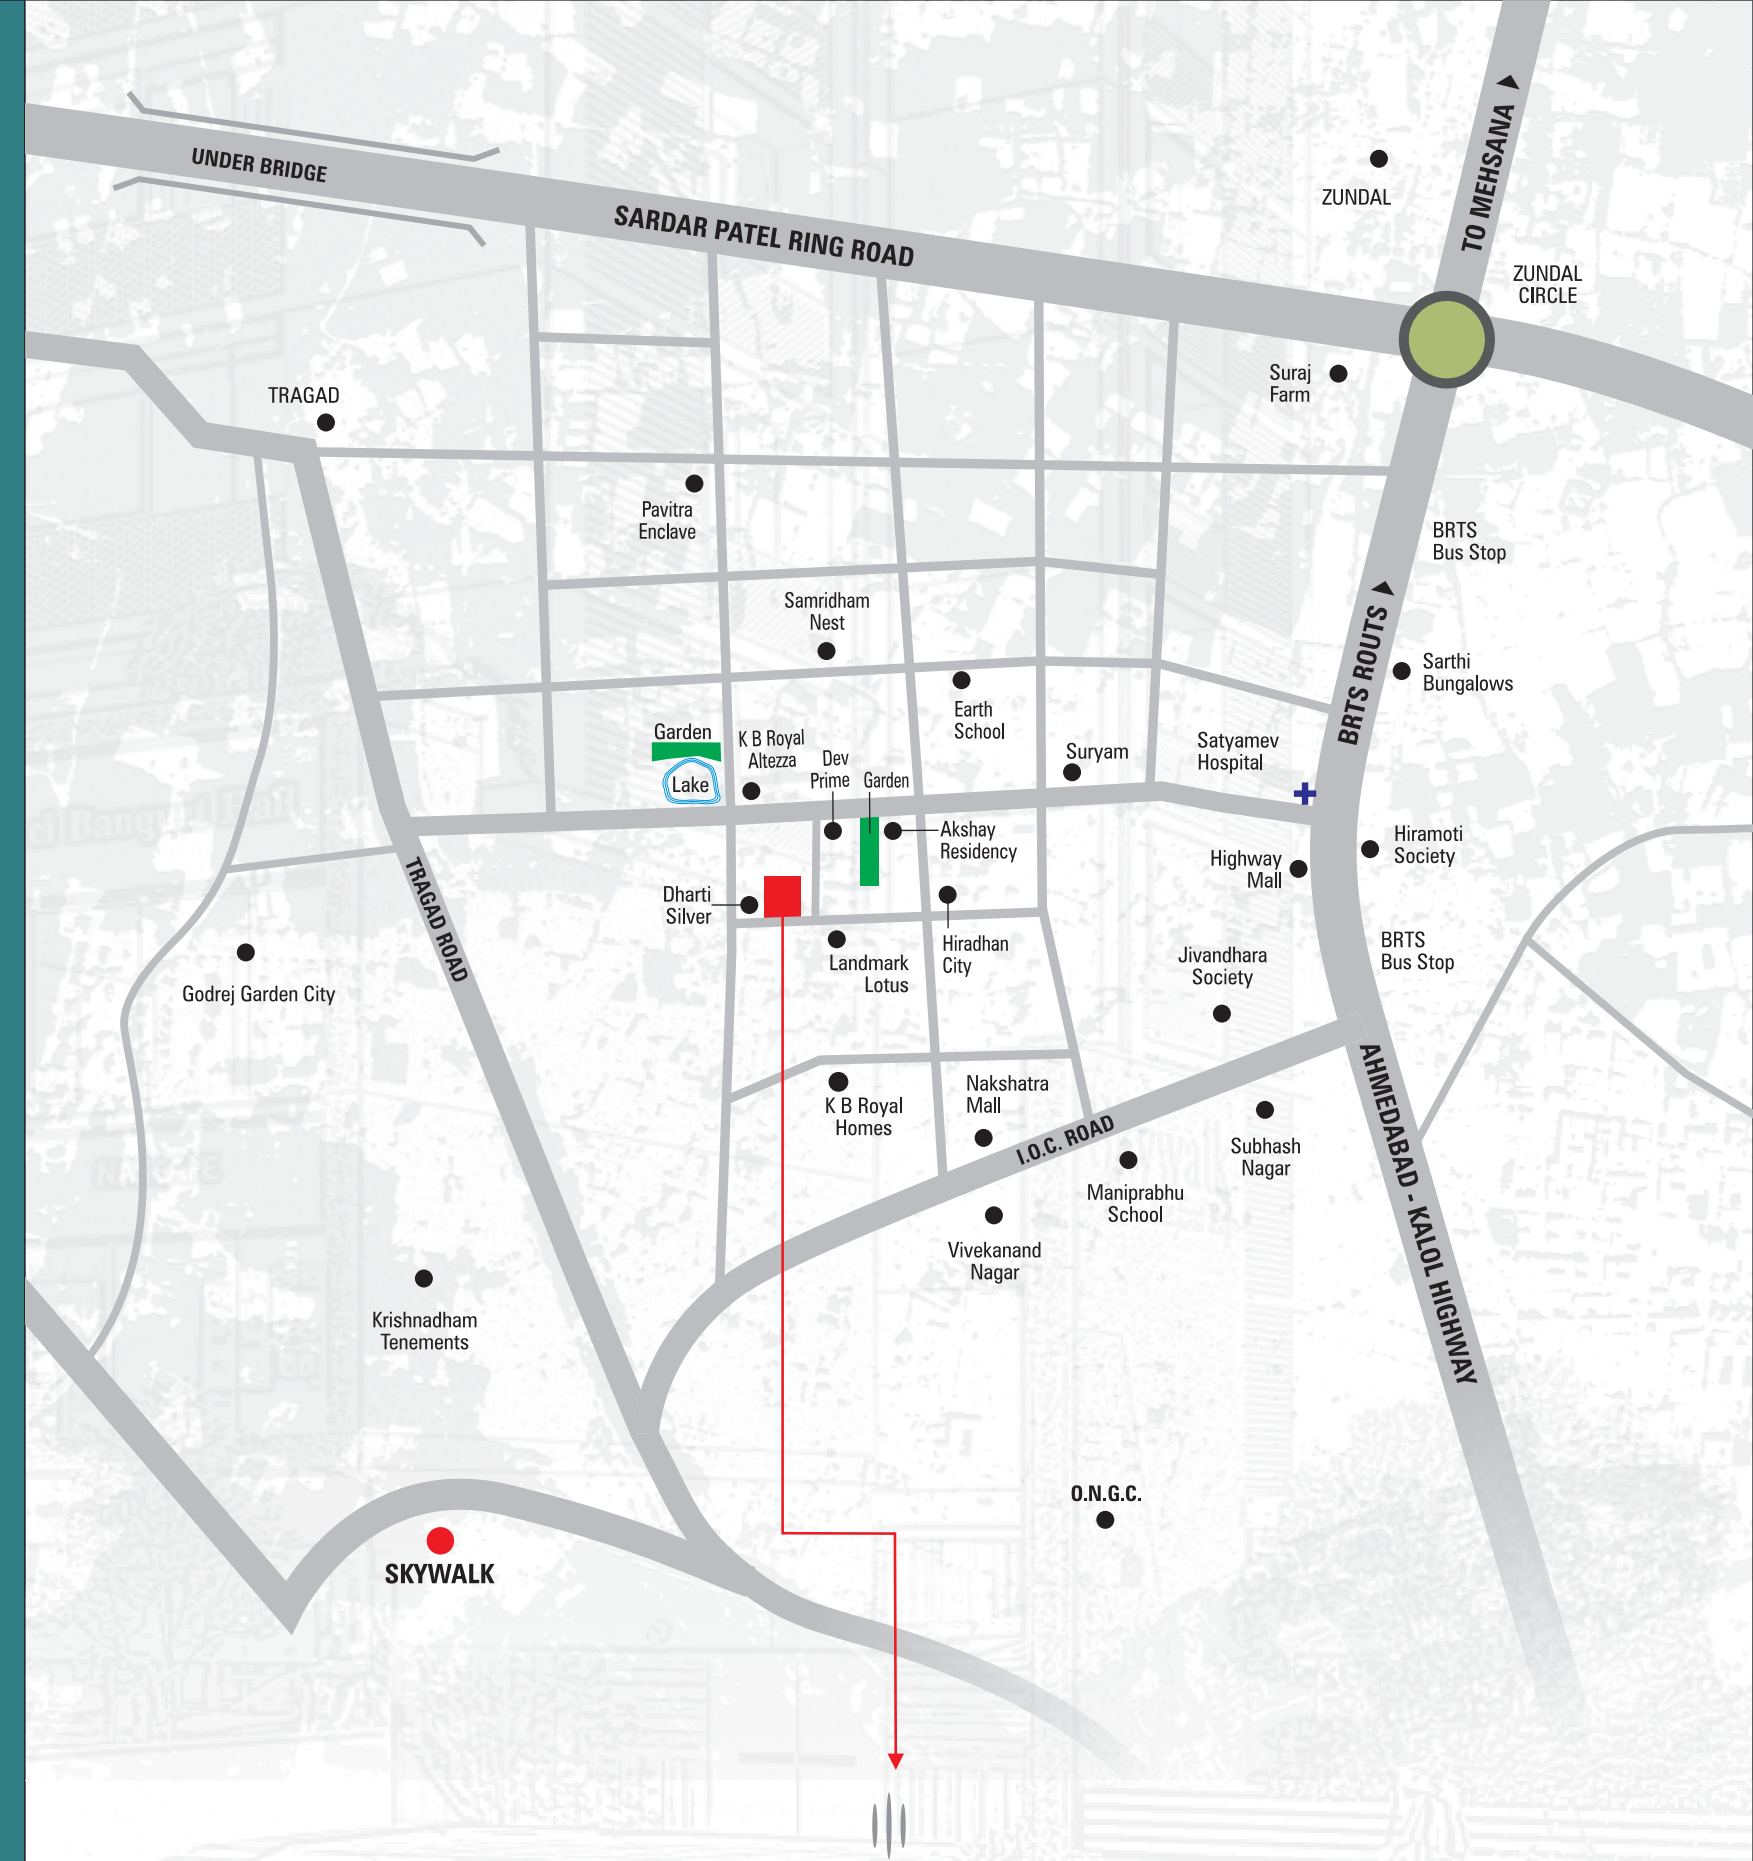 UNDER BRIDGE
SARDAR PATEL RING ROAD
TO MEHSANA
ZUNDAL
ZUNDAL
CIRCLE
Suraj
Farm
TRAGAD
Pavitra
Enclave
BRTS
Bus Stop
Samridham
Nest
BRTS ROUTS
Sarthi
Bungalows
Earth
School
Garden
Lake
K B Royal
Altezza
Dev
Prime
Garden
Suryam
Satyamev
Hospital
Akshay
Residency
Hiramoti
Society
Highway
Mall
TRAGAD ROAD
Dharti
Silver
Landmark
Lotus
Hiradhan
City
Jivandhara
Society
BRTS
Bus Stop
Godrej Garden City
K B Royal
Homes
Nakshatra
Mall
I.O.C. ROAD
Subhash
Nagar
Maniprabhu
School
AHMEDABAD - KALOL HIGHWAY
Vivekanand
Nagar
Krishnadham
Tenements
O.N.G.C.
SKYWALK